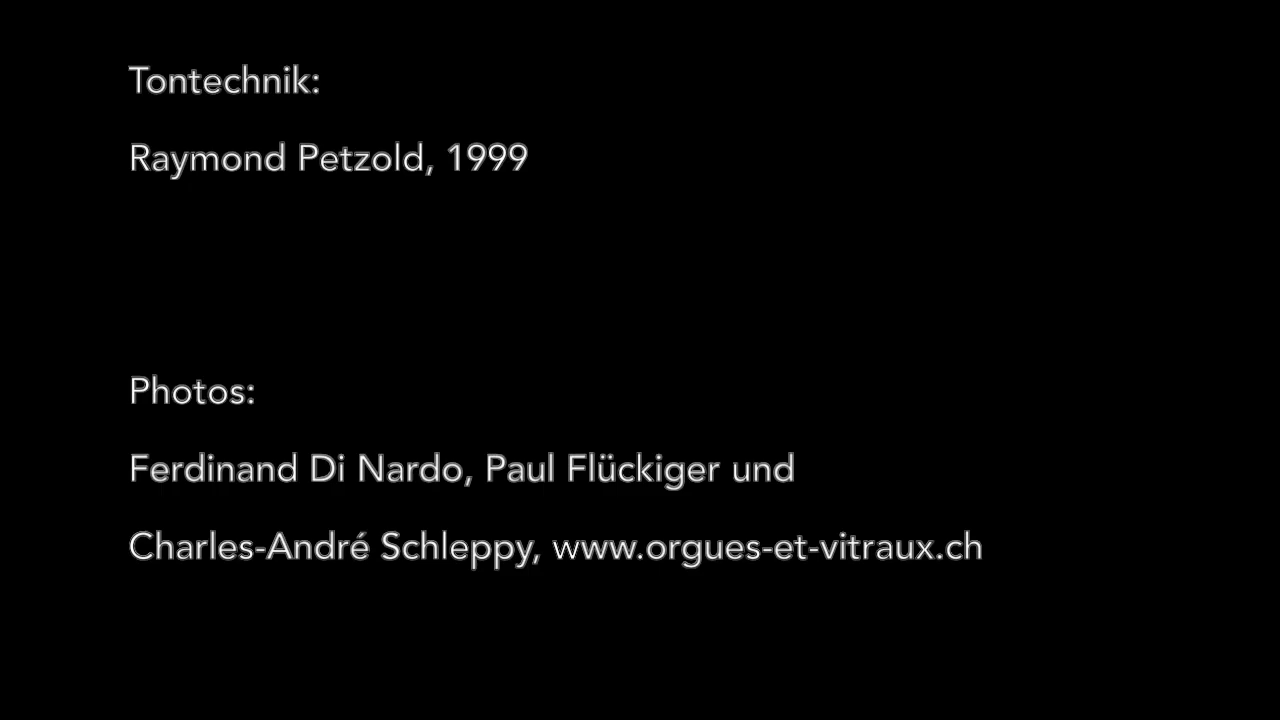 Tontechnik:
Raymond Petzold, 1999
Photos:
Ferdinand Di Nardo, Paul Flückiger und
Charles-André Schleppy, www.orgues-et-vitraux.ch